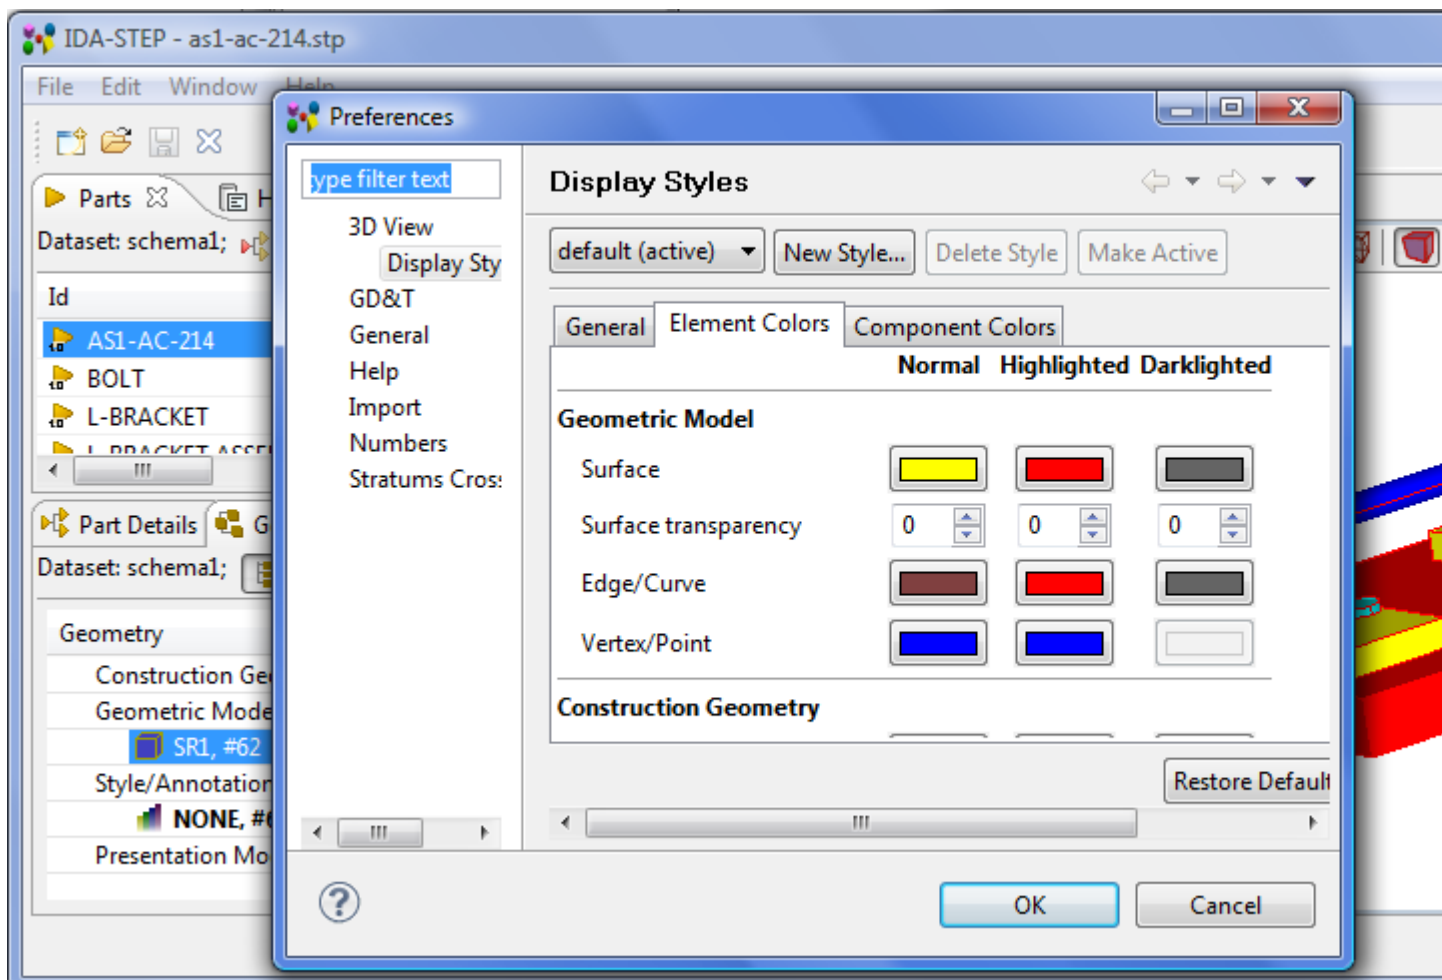 IDA-STEP - as1-ac-214.stp
File Edit Window Help
Preferences
type filter text
3D View
Display Sty
GD&T
General
Help
Import
Numbers
Stratums Cros
Display Styles
default (active) New Style... Delete Style Make Active
General Element Colors Component Colors
Normal Highlighted Darklighted
Geometric Model
Surface
Surface transparency 0 0 0
Edge/Curve
Vertex/Point
Construction Geometry
Restore Default
OK Cancel
Parts H
Dataset: schema1;
Id
AS1-AC-214
BOLT
L-BRACKET
L-BRACKET ASSE
Part Details G
Dataset: schema1;
Geometry
Construction Ge
Geometric Mode
SR1, #62
Style/Annotation
NONE, #6
Presentation Mo